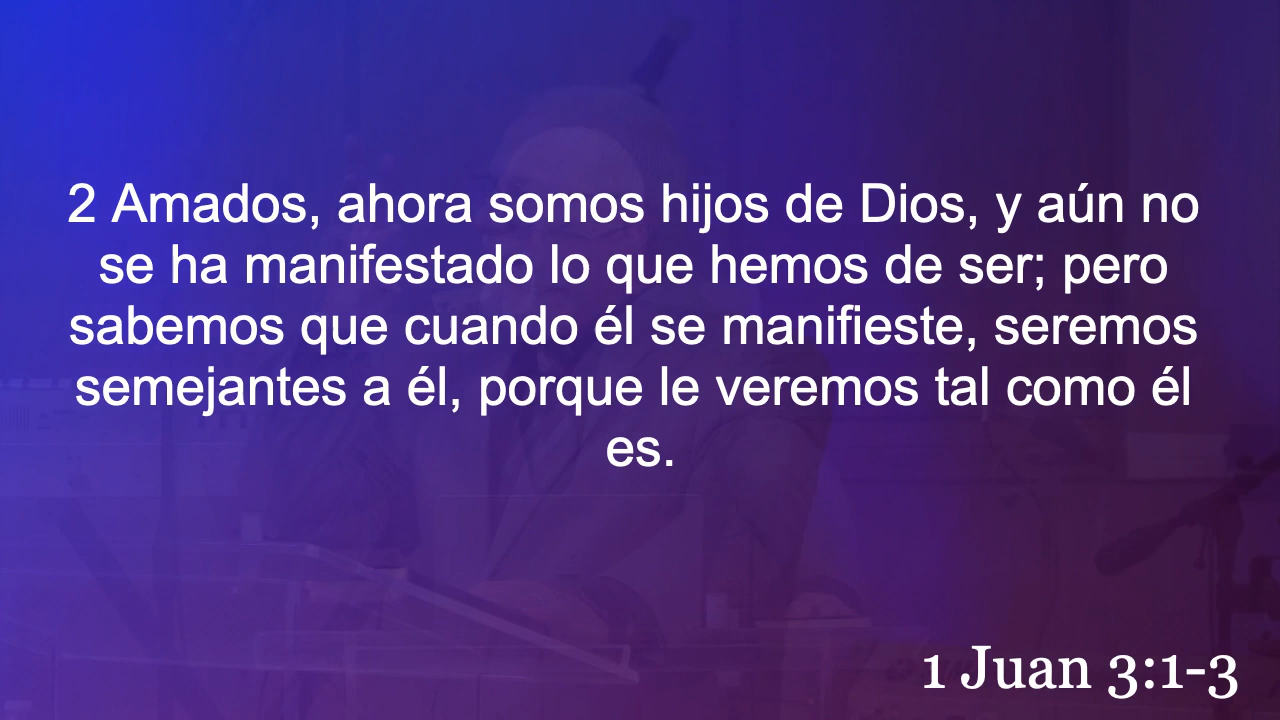 2 Amados, ahora somos hijos de Dios, y aún no
se ha manifestado lo que hemos de ser; pero
sabemos que cuando él se manifieste, seremos
semejantes a él, porque le veremos tal como él
es.
1 Juan 3:1-3